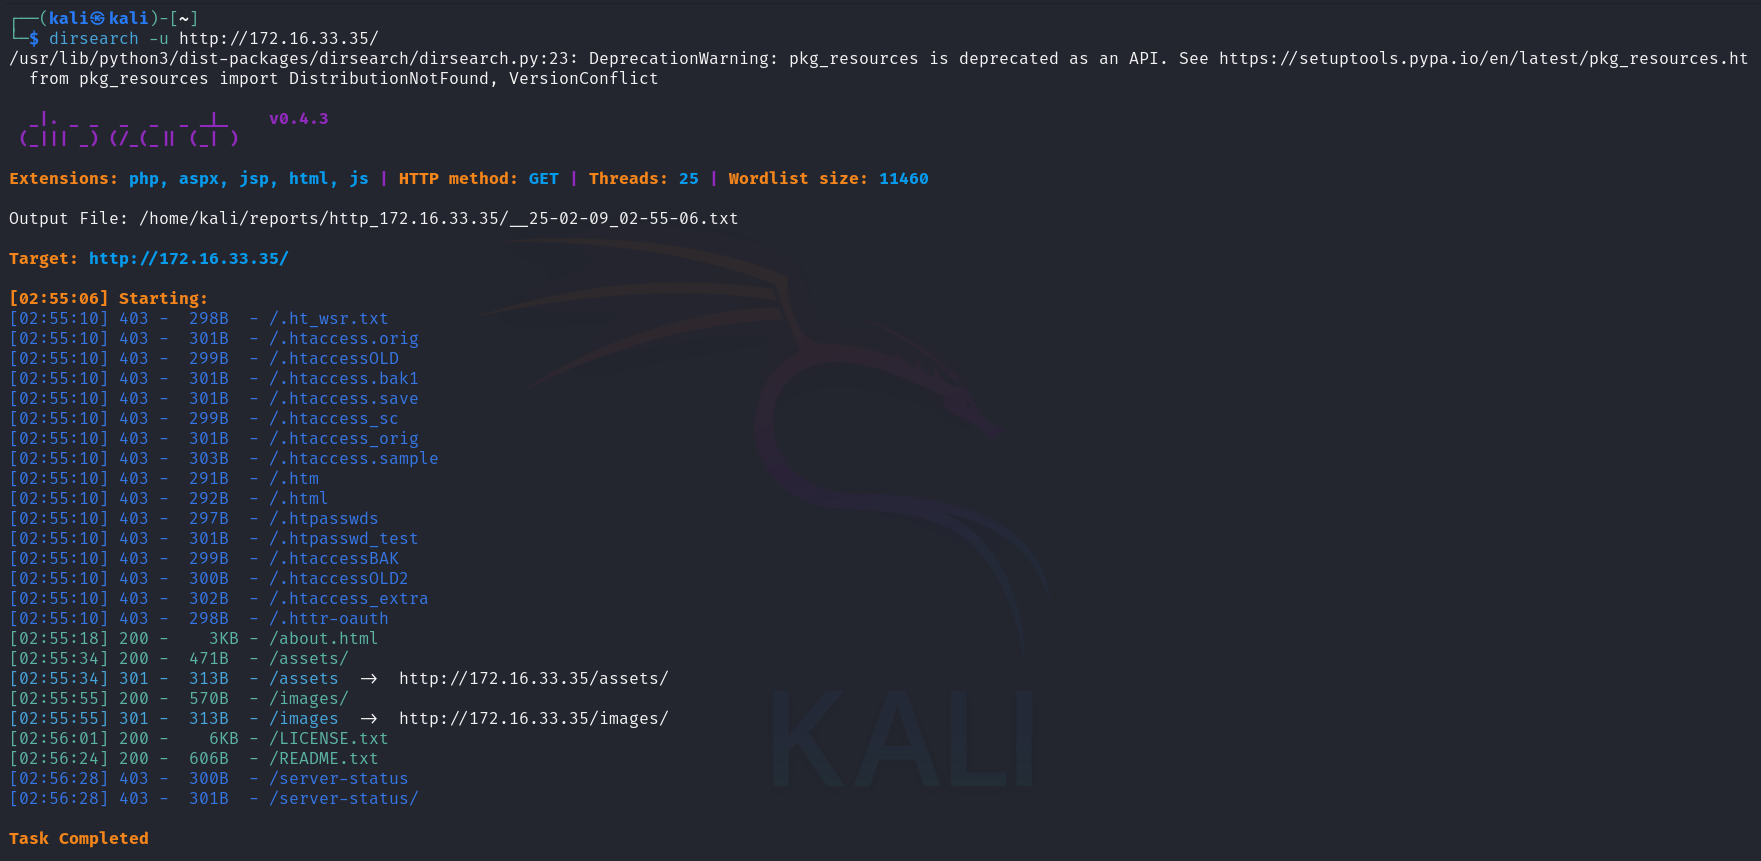 ┌──(kali㉿kali)-[~]
└─$ dirsearch -u http://172.16.33.35/
/usr/lib/python3/dist-packages/dirsearch/dirsearch.py:23: DeprecationWarning: pkg_resources is deprecated as an API. See https://setuptools.pypa.io/en/latest/pkg_resources.ht
  from pkg_resources import DistributionNotFound, VersionConflict
  _|. _ _  _  _  _ _|_    v0.4.3
 (_||| _) (/_(_|| (_| )
Extensions: php, aspx, jsp, html, js | HTTP method: GET | Threads: 25 | Wordlist size: 11460
Output File: /home/kali/reports/http_172.16.33.35/__25-02-09_02-55-06.txt
Target: http://172.16.33.35/
[02:55:06] Starting:
[02:55:10] 403 -  298B  - /.ht_wsr.txt
[02:55:10] 403 -  301B  - /.htaccess.orig
[02:55:10] 403 -  299B  - /.htaccessOLD
[02:55:10] 403 -  301B  - /.htaccess.bak1
[02:55:10] 403 -  301B  - /.htaccess.save
[02:55:10] 403 -  299B  - /.htaccess_sc
[02:55:10] 403 -  301B  - /.htaccess_orig
[02:55:10] 403 -  303B  - /.htaccess.sample
[02:55:10] 403 -  291B  - /.htm
[02:55:10] 403 -  292B  - /.html
[02:55:10] 403 -  297B  - /.htpasswds
[02:55:10] 403 -  301B  - /.htpasswd_test
[02:55:10] 403 -  299B  - /.htaccessBAK
[02:55:10] 403 -  300B  - /.htaccessOLD2
[02:55:10] 403 -  302B  - /.htaccess_extra
[02:55:10] 403 -  298B  - /.httr-oauth
[02:55:18] 200 -    3KB - /about.html
[02:55:34] 200 -  471B  - /assets/
[02:55:34] 301 -  313B  - /assets  ->  http://172.16.33.35/assets/
[02:55:55] 200 -  570B  - /images/
[02:55:55] 301 -  313B  - /images  ->  http://172.16.33.35/images/
[02:56:01] 200 -    6KB - /LICENSE.txt
[02:56:24] 200 -  606B  - /README.txt
[02:56:28] 403 -  300B  - /server-status
[02:56:28] 403 -  301B  - /server-status/
KALI
Task Completed